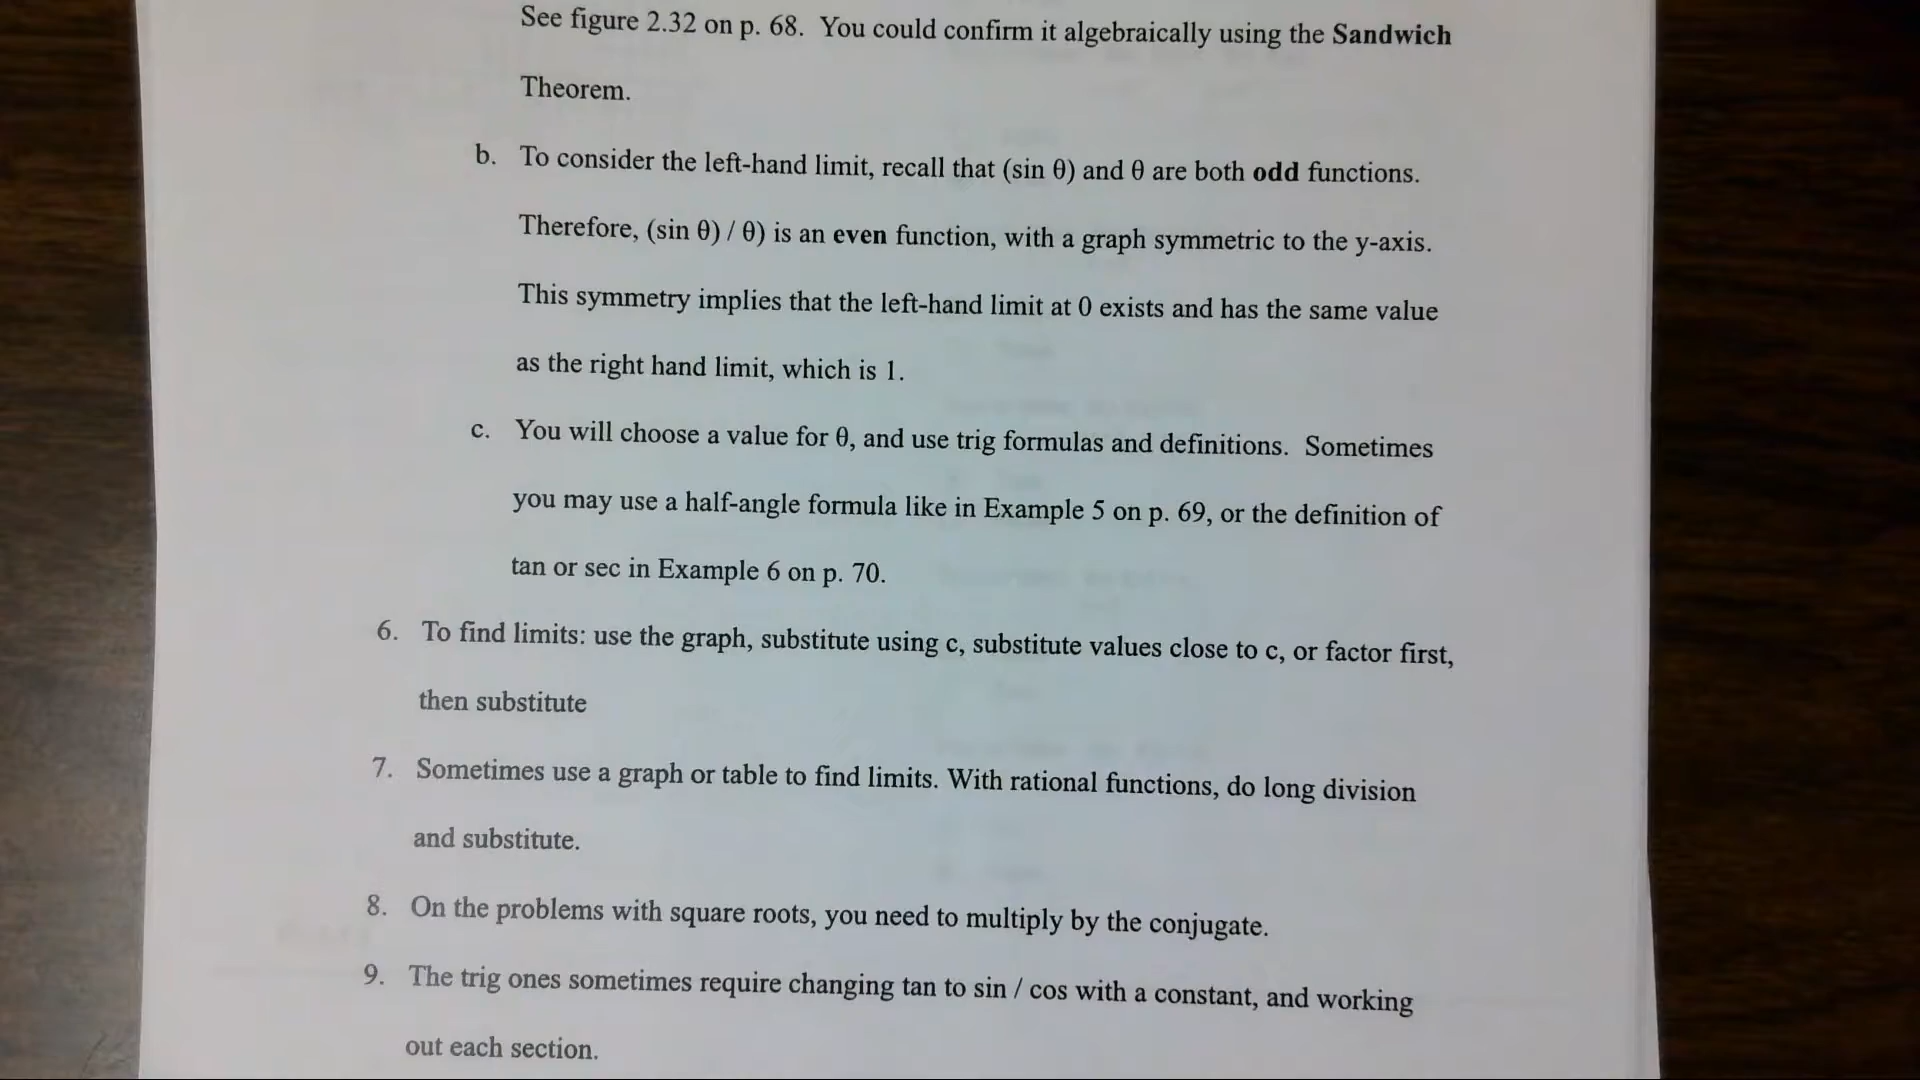 See figure 2.32 on p. 68. You could confirm it algebraically using the Sandwich
Theorem.
b. To consider the left-hand limit, recall that (sin θ) and θ are both odd functions.
Therefore, (sin θ) / θ) is an even function, with a graph symmetric to the y-axis.
This symmetry implies that the left-hand limit at 0 exists and has the same value
as the right hand limit, which is 1.
c. You will choose a value for θ, and use trig formulas and definitions. Sometimes
you may use a half-angle formula like in Example 5 on p. 69, or the definition of
tan or sec in Example 6 on p. 70.
6. To find limits: use the graph, substitute using c, substitute values close to c, or factor first,
then substitute
7. Sometimes use a graph or table to find limits. With rational functions, do long division
and substitute.
8. On the problems with square roots, you need to multiply by the conjugate.
9. The trig ones sometimes require changing tan to sin / cos with a constant, and working
out each section.